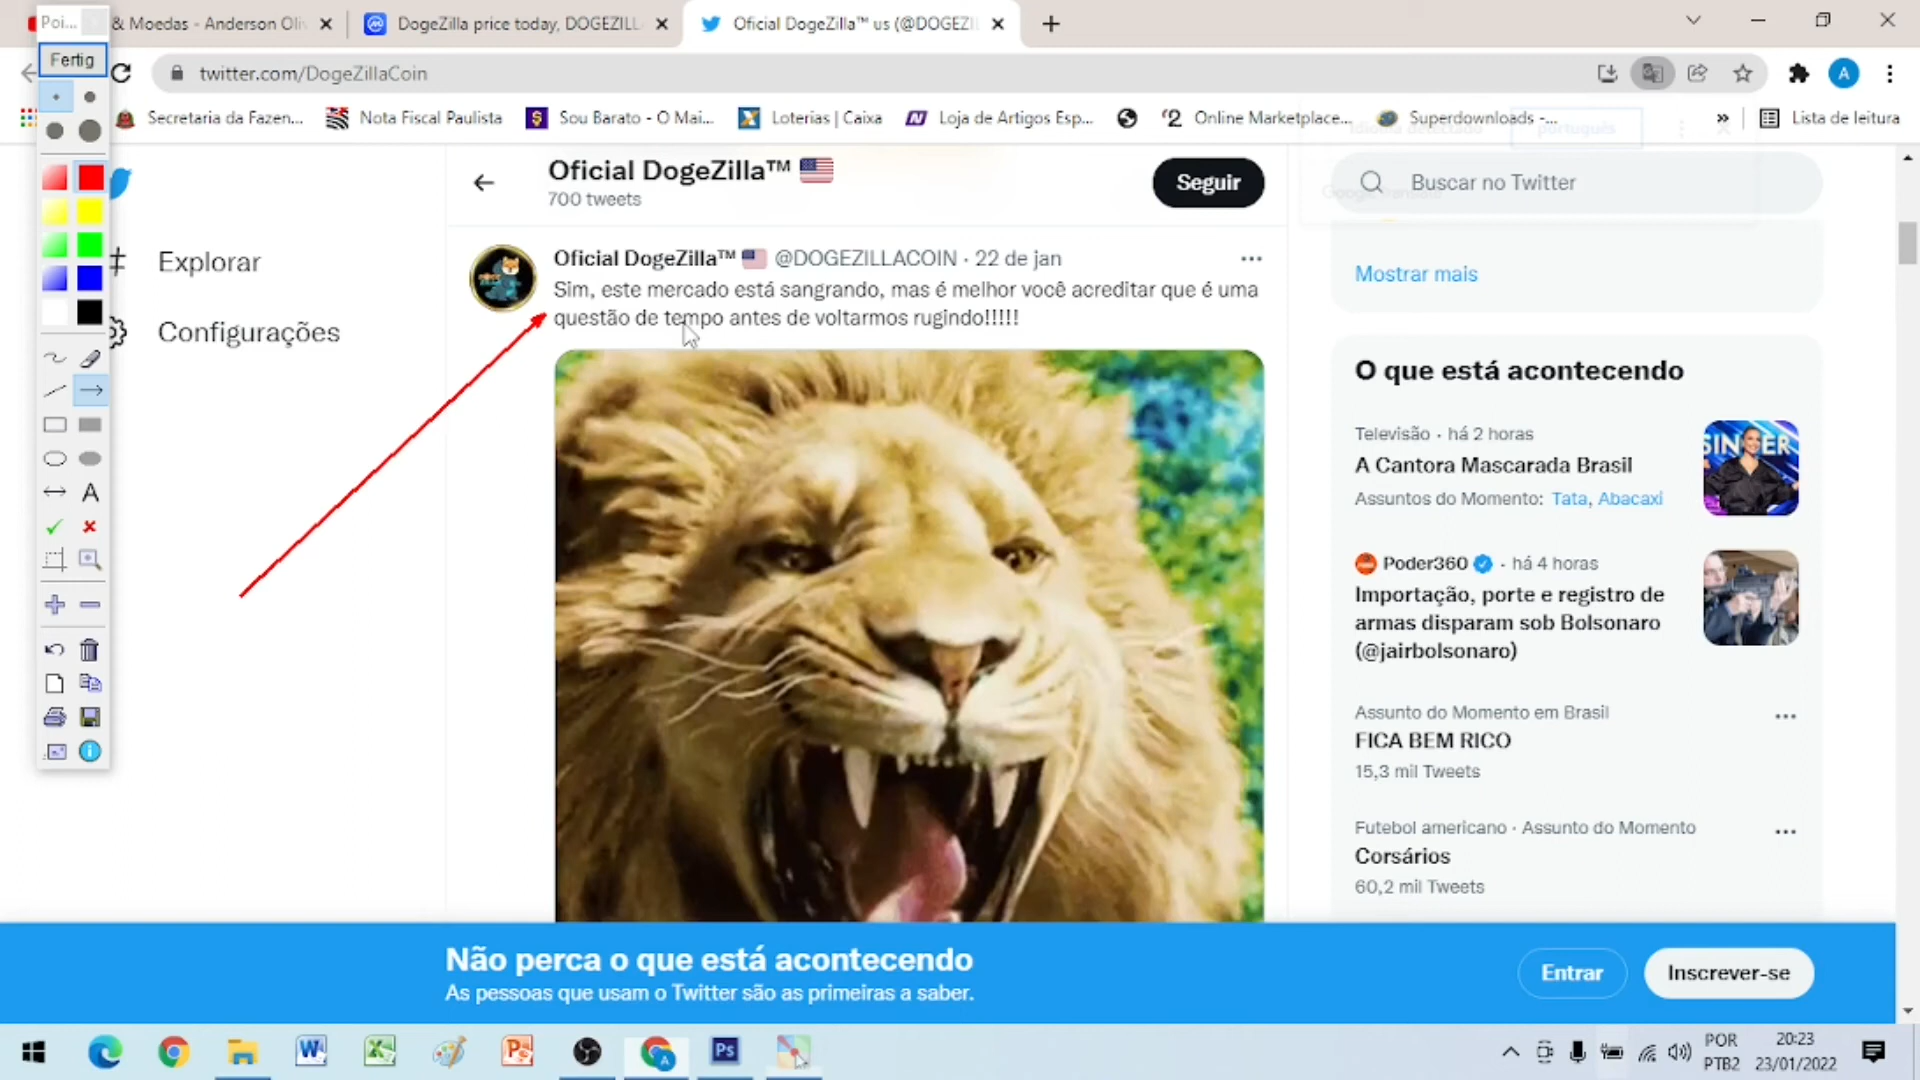 Poi...
& Moedas - Anderson Oli
DogeZilla price today, DOGEZILL
Oficial DogeZilla™ us (@DOGEZIL
Fertig
twitter.com/DogeZillaCoin
A
Secretaria da Fazen...
Nota Fiscal Paulista
Sou Barato - O Mai...
Loterias | Caixa
Loja de Artigos Esp...
Online Marketplace...
Superdownloads -...
»
Lista de leitura
português
Oficial DogeZilla™
700 tweets
Seguir
Buscar no Twitter
Explorar
Configurações
A
Oficial DogeZilla™ @DOGEZILLACOIN · 22 de jan
Sim, este mercado está sangrando, mas é melhor você acreditar que é uma
questão de tempo antes de voltarmos rugindo!!!!!
Mostrar mais
O que está acontecendo
Televisão · há 2 horas
A Cantora Mascarada Brasil
Assuntos do Momento: Tata, Abacaxi
SINGER
Poder360 · há 4 horas
Importação, porte e registro de
armas disparam sob Bolsonaro
(@jairbolsonaro)
Assunto do Momento em Brasil
FICA BEM RICO
15,3 mil Tweets
Futebol americano · Assunto do Momento
Corsários
60,2 mil Tweets
Não perca o que está acontecendo
As pessoas que usam o Twitter são as primeiras a saber.
Entrar
Inscrever-se
POR
PTB2
20:23
23/01/2022